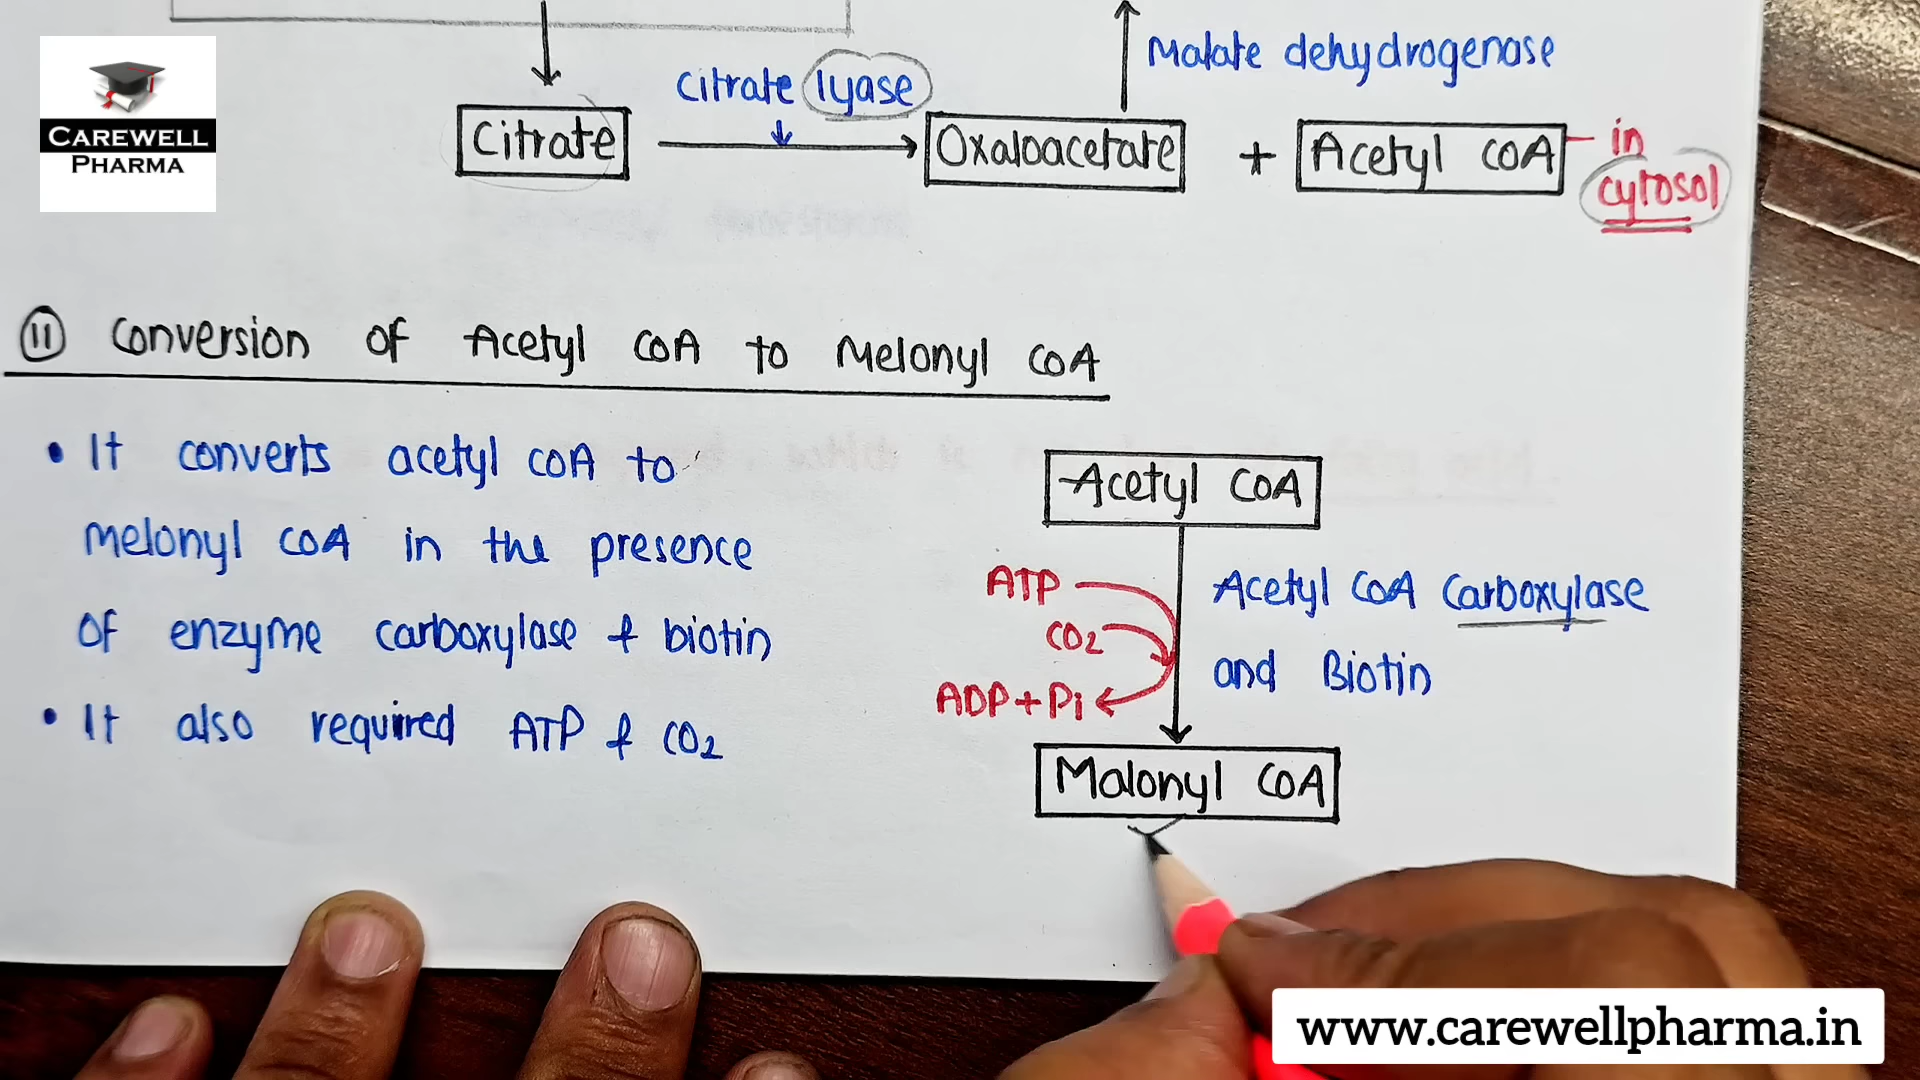 CAREWELL
PHARMA
Malate dehydrogenase
Citrate lyase
Citrate
Oxaloacetate
+ Acetyl COA
in
cytosol
11 Conversion of Acetyl COA to Melonyl COA
• It converts acetyl COA to
melonyl COA in the presence
of enzyme carboxylase & biotin
• It also required ATP & CO2
Acetyl COA
ATP
CO2
ADP+Pi
Acetyl COA Carboxylase
and Biotin
Malonyl COA
www.carewellpharma.in